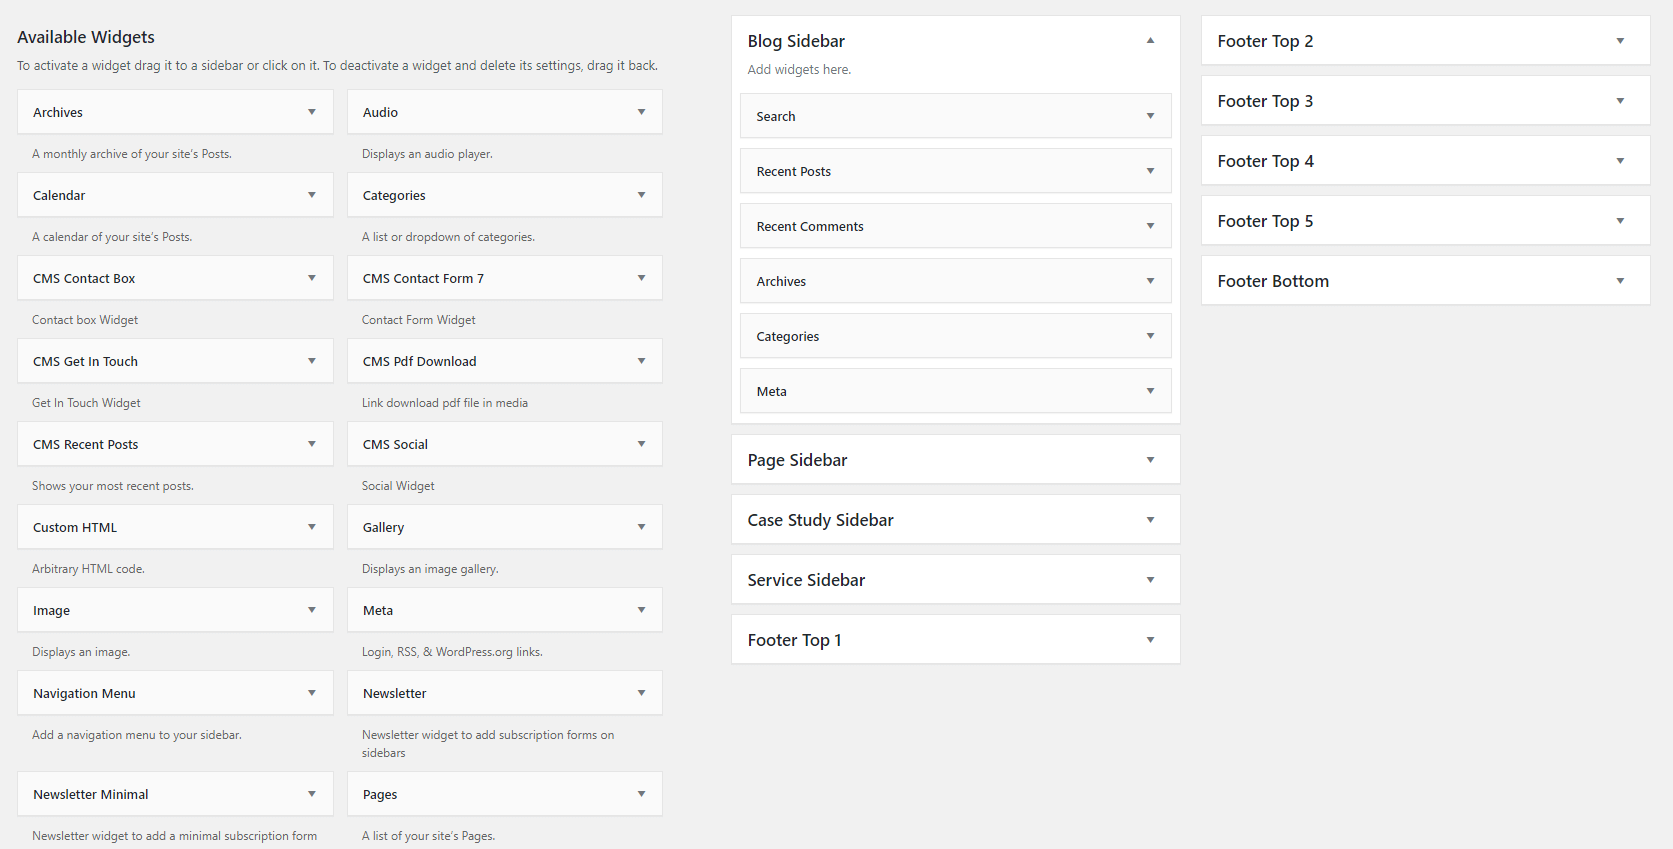 Available Widgets
To activate a widget drag it to a sidebar or click on it. To deactivate a widget and delete its settings, drag it back.
Archives
A monthly archive of your site's Posts.
Audio
Displays an audio player.
Calendar
A calendar of your site's Posts.
Categories
A list or dropdown of categories.
CMS Contact Box
Contact box Widget
CMS Contact Form 7
Contact Form Widget
CMS Get In Touch
Get In Touch Widget
CMS Pdf Download
Link download pdf file in media
CMS Recent Posts
Shows your most recent posts.
CMS Social
Social Widget
Custom HTML
Arbitrary HTML code.
Gallery
Displays an image gallery.
Image
Displays an image.
Meta
Login, RSS, & WordPress.org links.
Navigation Menu
Add a navigation menu to your sidebar.
Newsletter
Newsletter widget to add subscription forms on
sidebars
Newsletter Minimal
Newsletter widget to add a minimal subscription form
Pages
A list of your site's Pages.
Blog Sidebar
Add widgets here.
Search
Recent Posts
Recent Comments
Archives
Categories
Meta
Page Sidebar
Case Study Sidebar
Service Sidebar
Footer Top 1
Footer Top 2
Footer Top 3
Footer Top 4
Footer Top 5
Footer Bottom